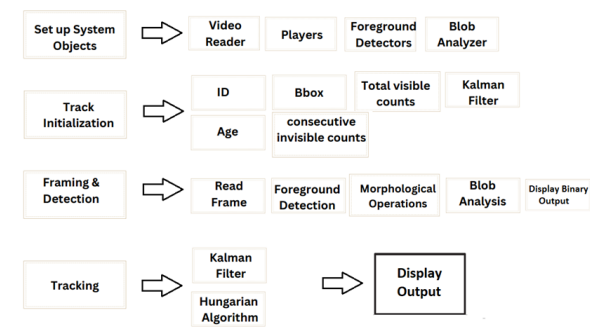 Set up System
Objects
Video
Reader
Players
Foreground
Detectors
Blob
Analyzer
Track
Initialization
ID
Bbox
Total visible
counts
Kalman
Filter
Age
consecutive
invisible counts
Framing &
Detection
Read
Frame
Foreground
Detection
Morphological
Operations
Blob
Analysis
Display Binary
Output
Tracking
Kalman
Filter
Hungarian
Algorithm
Display
Output